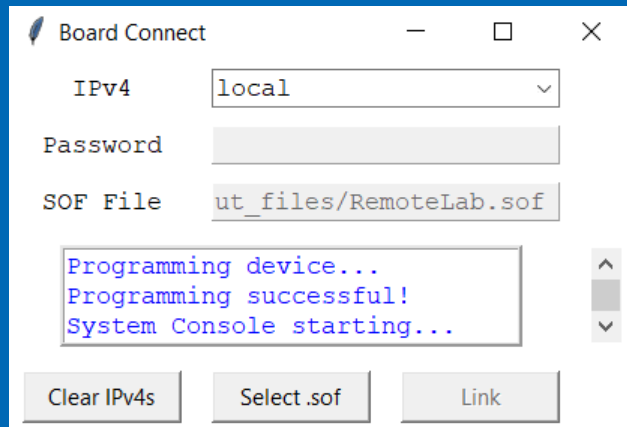 Board Connect
IPv4 local
Password
SOF File ut_files/RemoteLab.sof
Programming device...
Programming successful!
System Console starting...
Clear IPv4s Select .sof Link